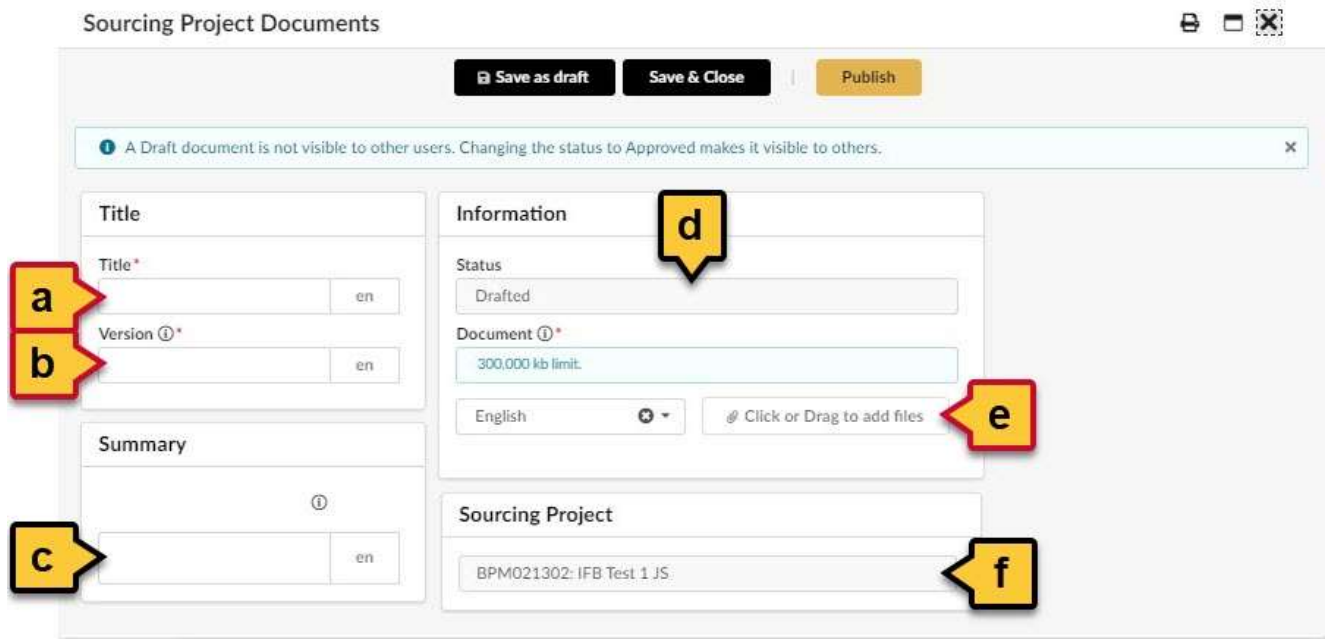 Sourcing Project Documents
Save as draft
Save & Close
Publish
A Draft document is not visible to other users. Changing the status to Approved makes it visible to others.
Title
Title*
a
en
Version *
b
en
Summary
c
en
Information
d
Status
Drafted
Document *
300,000 kb limit.
English
Click or Drag to add files
e
Sourcing Project
BPM021302: IFB Test 1 JS
f